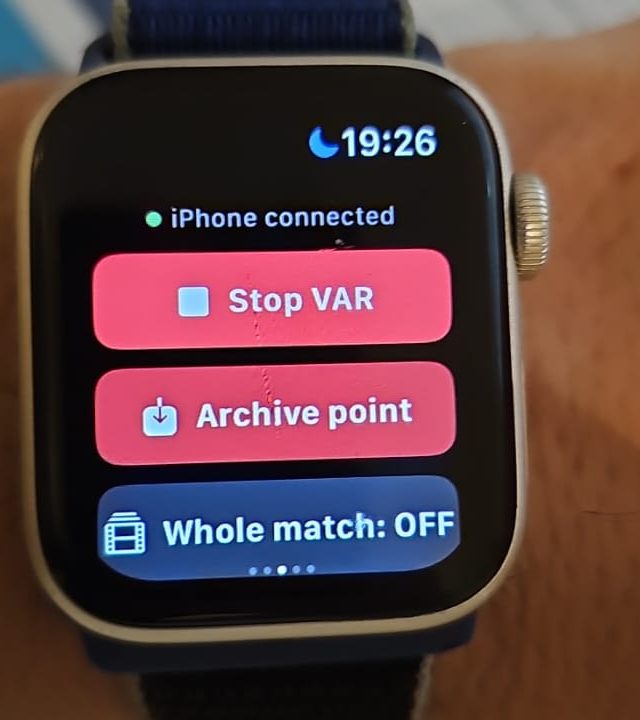 19:26
iPhone connected
Stop VAR
Archive point
Whole match: OFF